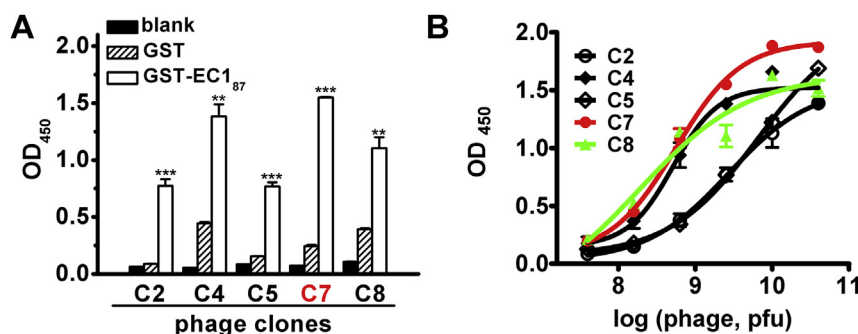 A
blank
GST
GST-EC1₈₇
OD₄₅₀
2.0
1.5
1.0
0.5
0.0
***
**
***
***
**
C2 C4 C5 C7 C8
phage clones
B
C2
C4
C5
C7
C8
OD₄₅₀
2.0
1.5
1.0
0.5
0.0
8 9 10 11
log (phage, pfu)